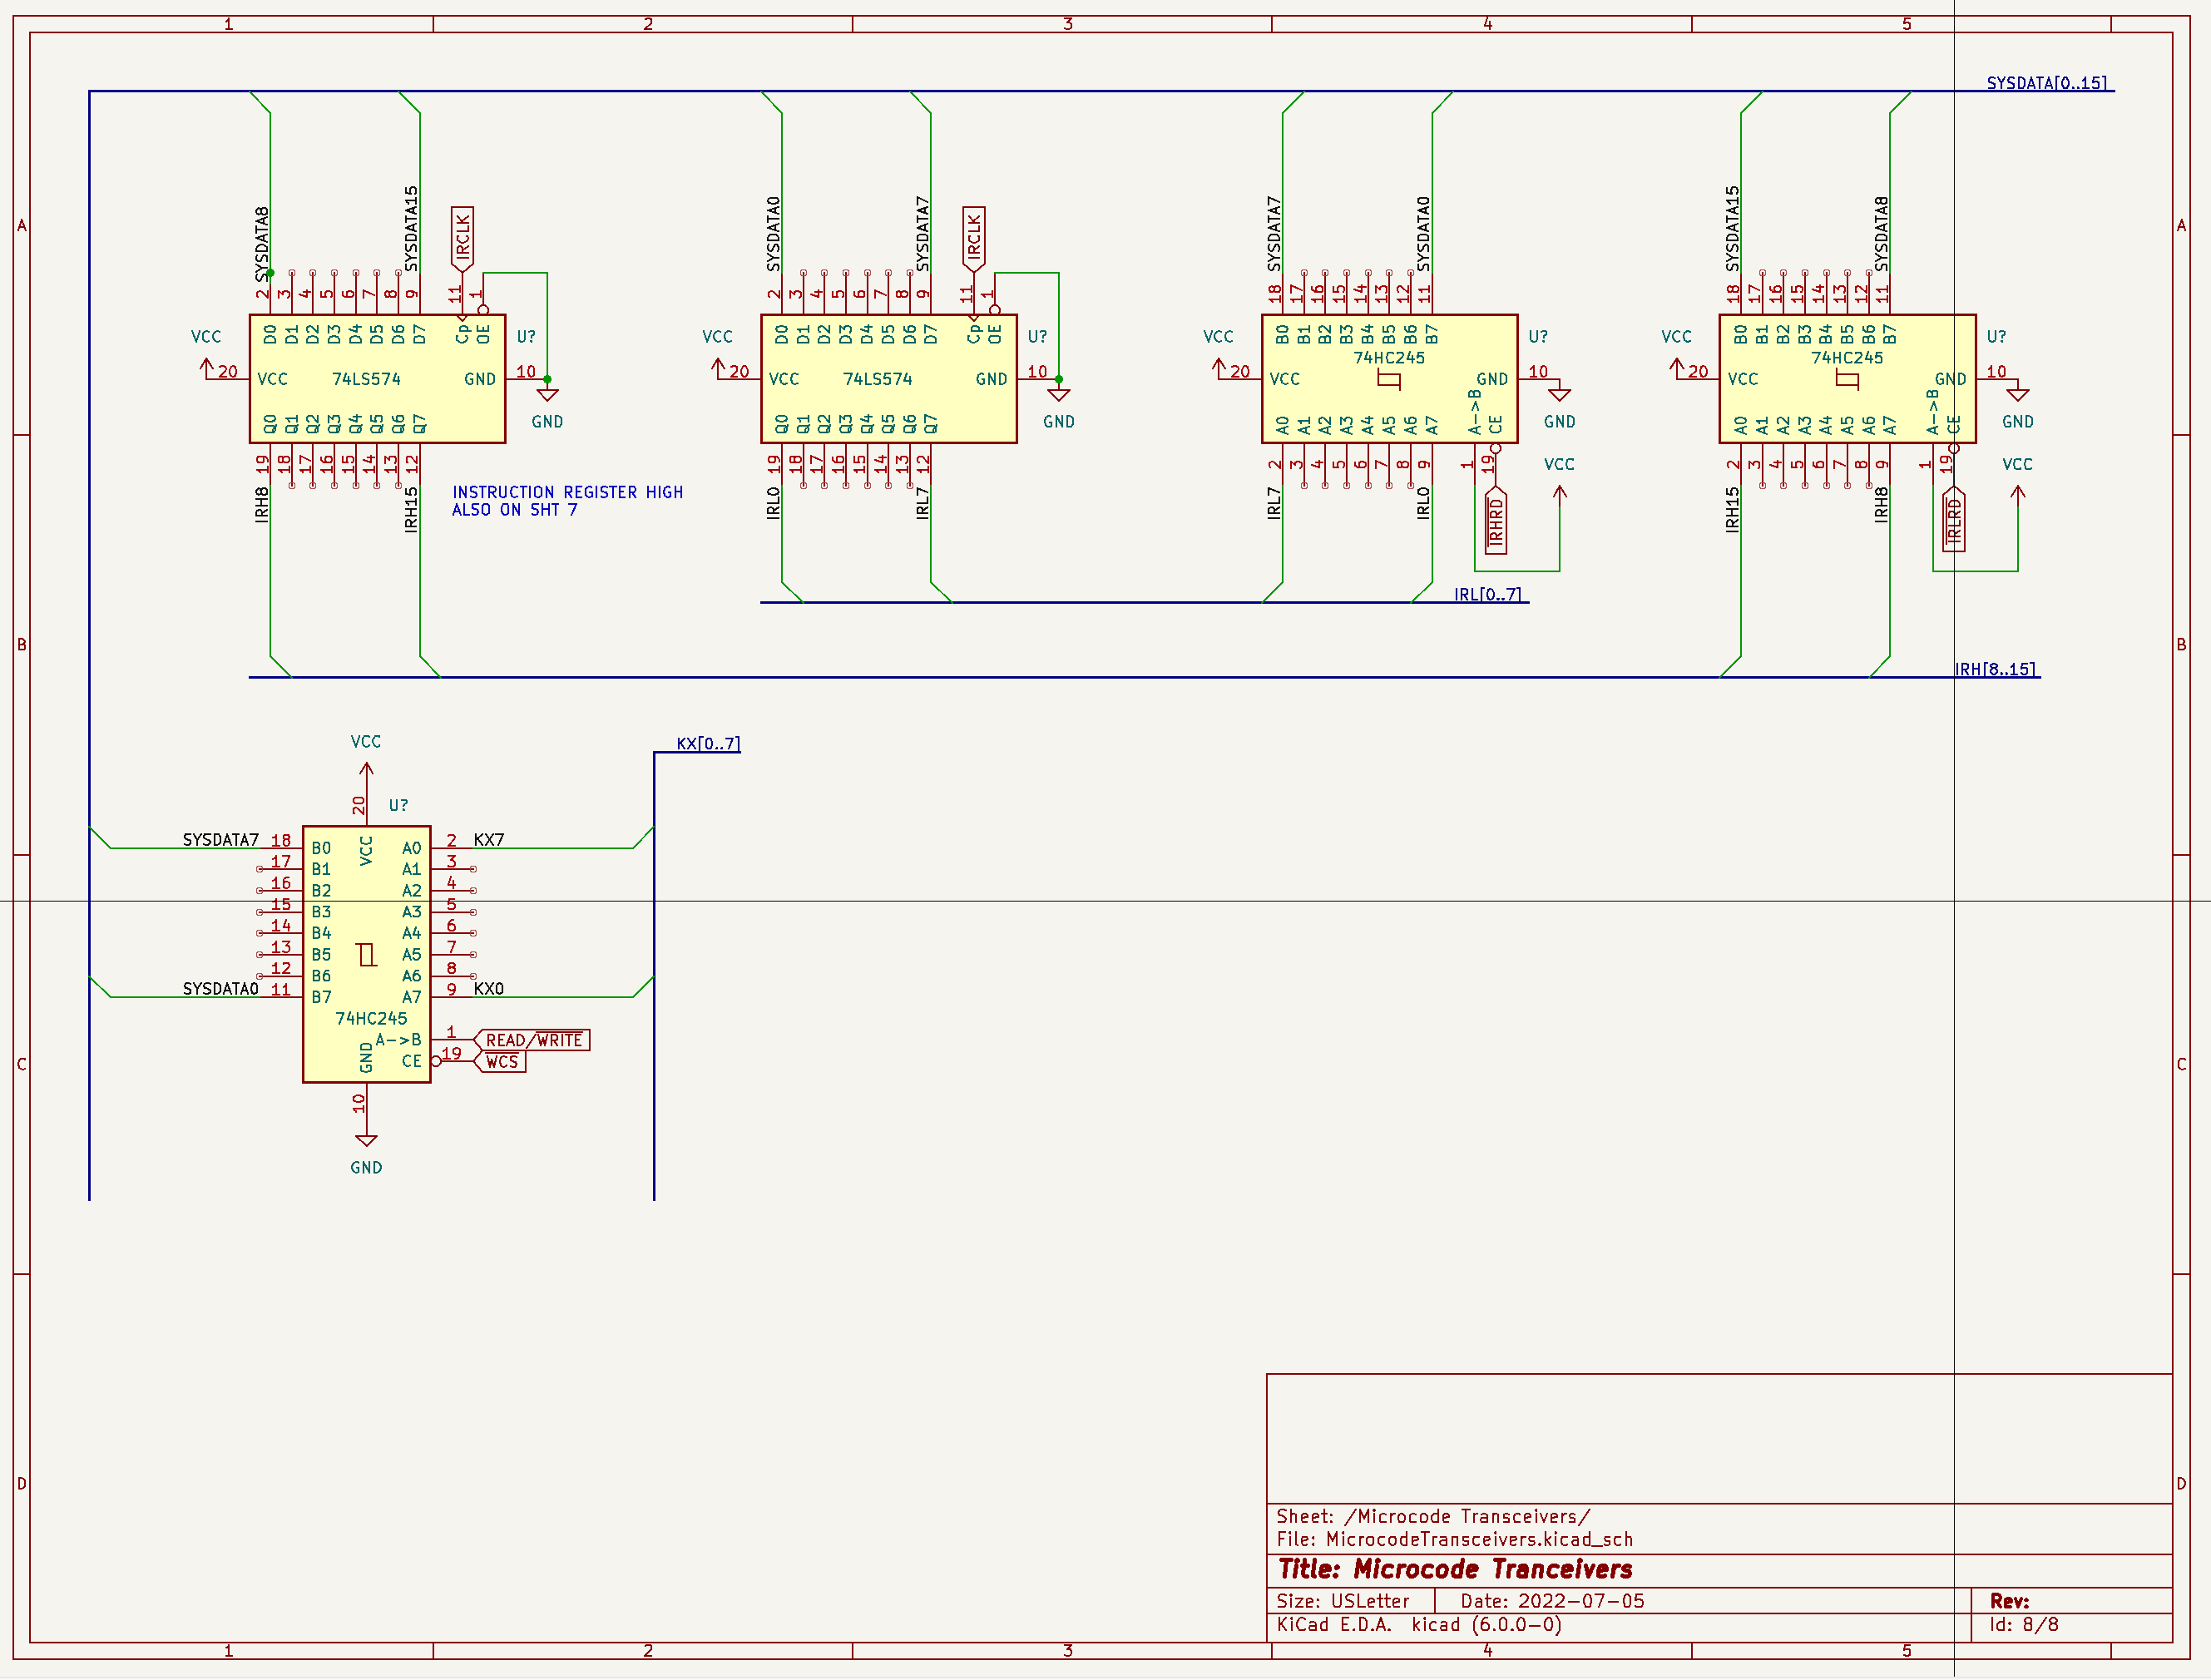 1 2 3 4 5
SYSDATA[0..15]
A A
SYSDATA8 SYSDATA15 IRCLK SYSDATA0 SYSDATA7 IRCLK SYSDATA7 SYSDATA0 SYSDATA15 SYSDATA8
2 3 4 5 6 7 8 9 11 1
D0 D1 D2 D3 D4 D5 D6 D7 Cp OE
VCC U?
20 VCC 74LS574 GND 10
GND
Q0 Q1 Q2 Q3 Q4 Q5 Q6 Q7
19 18 17 16 15 14 13 12
IRH8 IRH15
INSTRUCTION REGISTER HIGH
ALSO ON SHT 7
2 3 4 5 6 7 8 9 11 1
D0 D1 D2 D3 D4 D5 D6 D7 Cp OE
VCC U?
20 VCC 74LS574 GND 10
GND
Q0 Q1 Q2 Q3 Q4 Q5 Q6 Q7
19 18 17 16 15 14 13 12
IRL0 IRL7
18 17 16 15 14 13 12 11
B0 B1 B2 B3 B4 B5 B6 B7
VCC U?
74HC245
20 VCC GND 10
GND
A0 A1 A2 A3 A4 A5 A6 A7 A->B CE
2 3 4 5 6 7 8 9 1 19
VCC
IRL7 IRL0 IRHRD
18 17 16 15 14 13 12 11
B0 B1 B2 B3 B4 B5 B6 B7
VCC U?
74HC245
20 VCC GND 10
GND
A0 A1 A2 A3 A4 A5 A6 A7 A->B CE
2 3 4 5 6 7 8 9 1 19
VCC
IRH15 IRH8 IRLRD
IRL[0..7]
B B
IRH[8..15]
KX[0..7]
VCC
20 U?
VCC
SYSDATA7 18 B0 A0 2 KX7
17 B1 A1 3
16 B2 A2 4
15 B3 A3 5
14 B4 A4 6
13 B5 A5 7
12 B6 A6 8
SYSDATA0 11 B7 A7 9 KX0
74HC245
A->B 1 READ/WRITE
GND CE 19 WCS
10
GND
C C
D D
Sheet: /Microcode Transceivers/
File: MicrocodeTransceivers.kicad_sch
Title: Microcode Tranceivers
Size: USLetter Date: 2022-07-05 Rev:
KiCad E.D.A. kicad (6.0.0-0) Id: 8/8
1 2 3 4 5